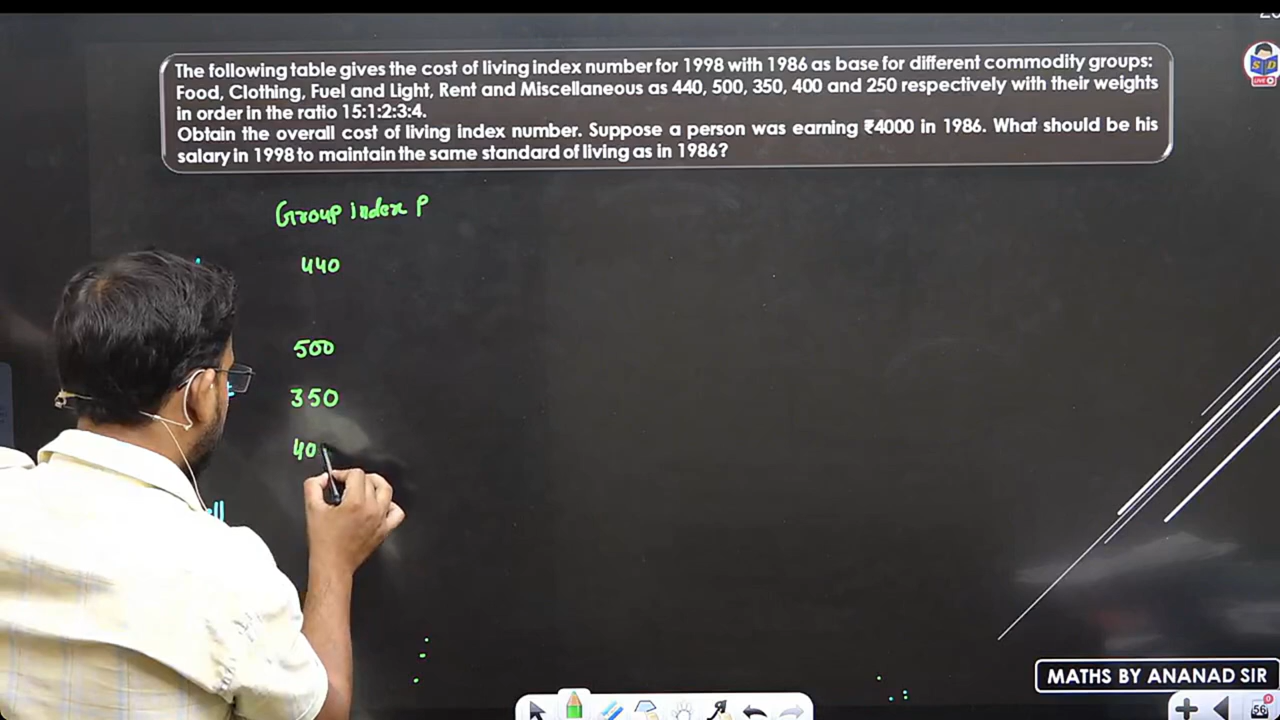 The following table gives the cost of living index number for 1998 with 1986 as base for different commodity groups:
Food, Clothing, Fuel and Light, Rent and Miscellaneous as 440, 500, 350, 400 and 250 respectively with their weights
in order in the ratio 15:1:2:3:4.
Obtain the overall cost of living index number. Suppose a person was earning ₹4000 in 1986. What should be his
salary in 1998 to maintain the same standard of living as in 1986?
Group index P
440
500
350
40
MATHS BY ANANAD SIR
SD
LIVE
56